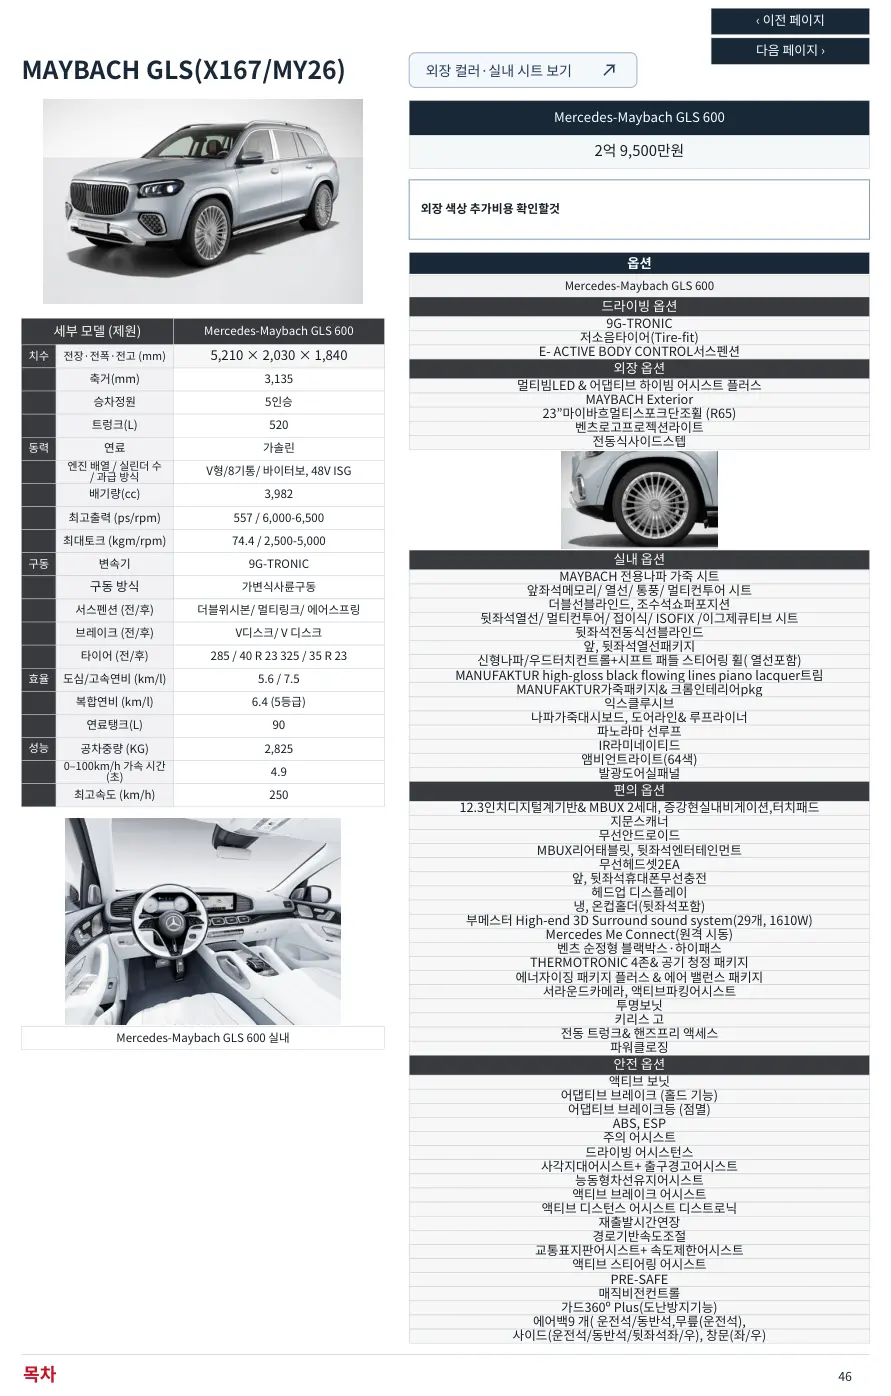 ‹ 이전 페이지
다음 페이지 ›
MAYBACH GLS(X167/MY26)
외장 컬러·실내 시트 보기
Mercedes-Maybach GLS 600
2억 9,500만원
외장 색상 추가비용 확인할것
세부 모델 (제원) Mercedes-Maybach GLS 600
치수 전장·전폭·전고 (mm) 5,210 × 2,030 × 1,840
축거(mm) 3,135
승차정원 5인승
트렁크(L) 520
동력 연료 가솔린
엔진 배열 / 실린더 수
/ 과급 방식 V형/8기통/ 바이터보, 48V ISG
배기량(cc) 3,982
최고출력 (ps/rpm) 557 / 6,000-6,500
최대토크 (kgm/rpm) 74.4 / 2,500-5,000
구동 변속기 9G-TRONIC
구동 방식 가변식사륜구동
서스펜션 (전/후) 더블위시본/ 멀티링크/ 에어스프링
브레이크 (전/후) V디스크/ V 디스크
타이어 (전/후) 285 / 40 R 23 325 / 35 R 23
효율 도심/고속연비 (km/l) 5.6 / 7.5
복합연비 (km/l) 6.4 (5등급)
연료탱크(L) 90
성능 공차중량 (KG) 2,825
0–100km/h 가속 시간
(초) 4.9
최고속도 (km/h) 250
Mercedes-Maybach GLS 600 실내
옵션
Mercedes-Maybach GLS 600
드라이빙 옵션
9G-TRONIC
저소음타이어(Tire-fit)
E- ACTIVE BODY CONTROL서스펜션
외장 옵션
멀티빔LED & 어댑티브 하이빔 어시스트 플러스
MAYBACH Exterior
23”마이바흐멀티스포크단조휠 (R65)
벤츠로고프로젝션라이트
전동식사이드스텝
실내 옵션
MAYBACH 전용나파 가죽 시트
앞좌석메모리/ 열선/ 통풍/ 멀티컨투어 시트
더블선블라인드, 조수석쇼퍼포지션
뒷좌석열선/ 멀티컨투어/ 접이식/ ISOFIX /이그제큐티브 시트
뒷좌석전동식선블라인드
앞, 뒷좌석열선패키지
신형나파/우드터치컨트롤+시프트 패들 스티어링 휠( 열선포함)
MANUFAKTUR high-gloss black flowing lines piano lacquer트림
MANUFAKTUR가죽패키지& 크롬인테리어pkg
익스클루시브
나파가죽대시보드, 도어라인& 루프라이너
파노라마 선루프
IR라미네이티드
앰비언트라이트(64색)
발광도어실패널
편의 옵션
12.3인치디지털계기반& MBUX 2세대, 증강현실내비게이션,터치패드
지문스캐너
무선안드로이드
MBUX리어태블릿, 뒷좌석엔터테인먼트
무선헤드셋2EA
앞, 뒷좌석휴대폰무선충전
헤드업 디스플레이
냉, 온컵홀더(뒷좌석포함)
부메스터 High-end 3D Surround sound system(29개, 1610W)
Mercedes Me Connect(원격 시동)
벤츠 순정형 블랙박스·하이패스
THERMOTRONIC 4존& 공기 청정 패키지
에너자이징 패키지 플러스 & 에어 밸런스 패키지
서라운드카메라, 액티브파킹어시스트
투명보닛
키리스 고
전동 트렁크& 핸즈프리 액세스
파워클로징
안전 옵션
액티브 보닛
어댑티브 브레이크 (홀드 기능)
어댑티브 브레이크등 (점멸)
ABS, ESP
주의 어시스트
드라이빙 어시스턴스
사각지대어시스트+ 출구경고어시스트
능동형차선유지어시스트
액티브 브레이크 어시스트
액티브 디스턴스 어시스트 디스트로닉
재출발시간연장
경로기반속도조절
교통표지판어시스트+ 속도제한어시스트
액티브 스티어링 어시스트
PRE-SAFE
매직비전컨트롤
가드360º Plus(도난방지기능)
에어백9 개( 운전석/동반석,무릎(운전석),
사이드(운전석/동반석/뒷좌석좌/우), 창문(좌/우)
목차
46